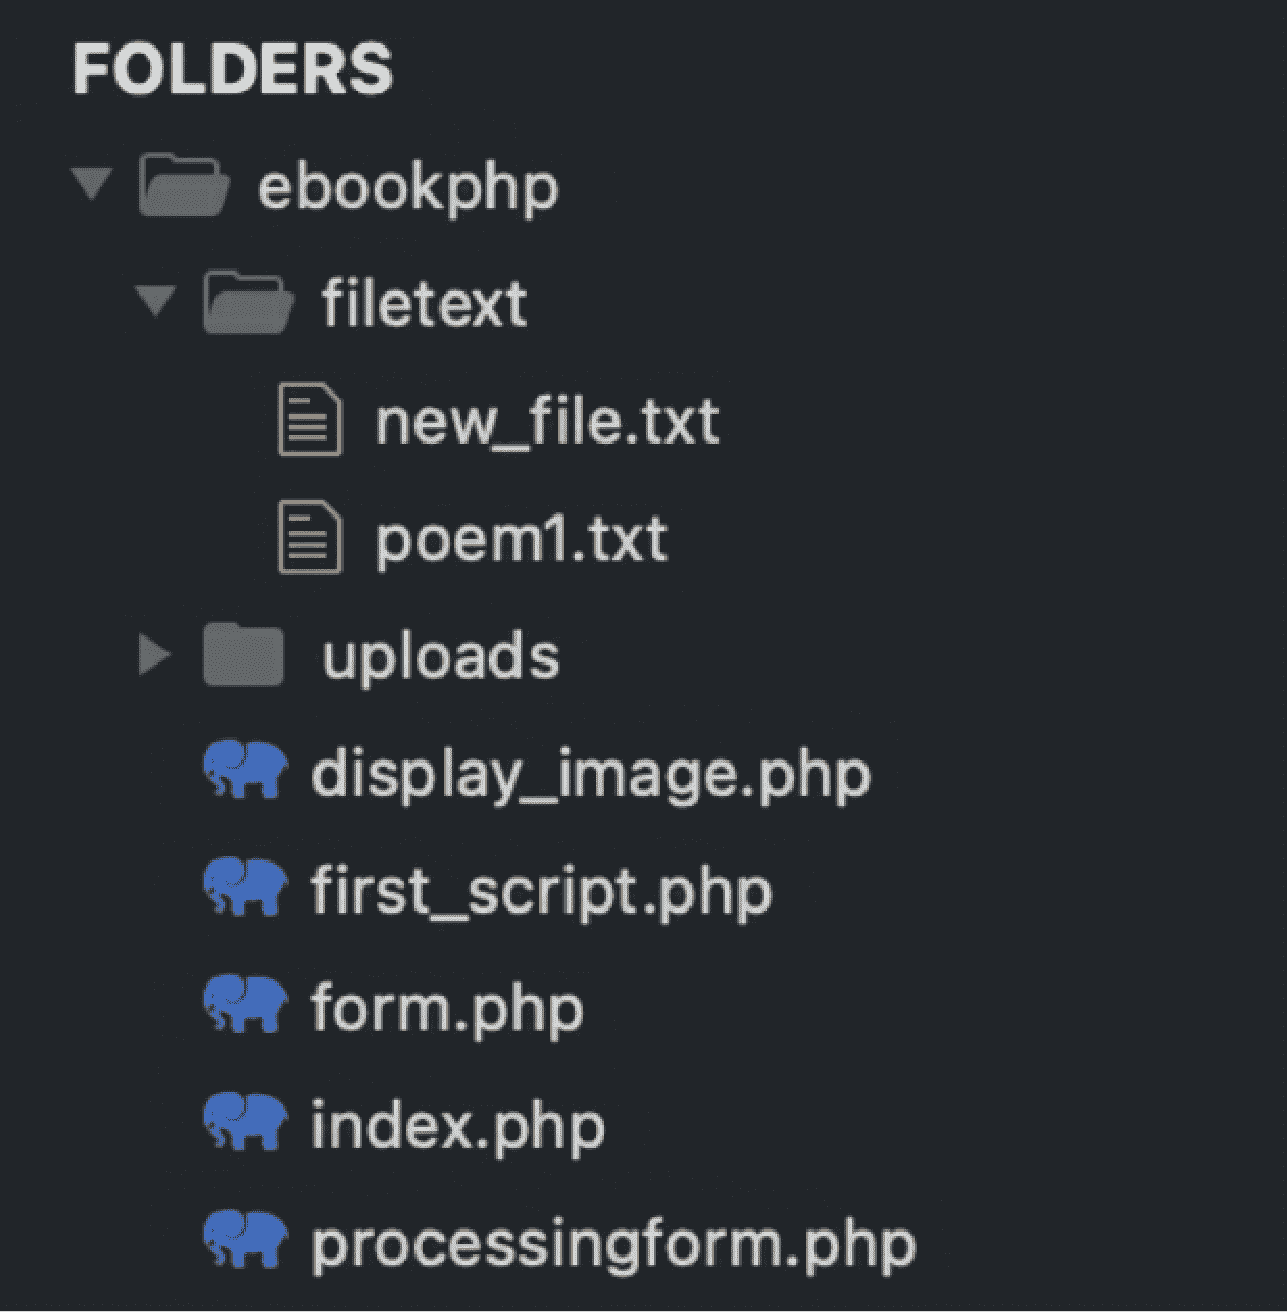 FOLDERS
ebookphp
filetext
new_file.txt
poem1.txt
uploads
display_image.php
first_script.php
form.php
index.php
processingform.php